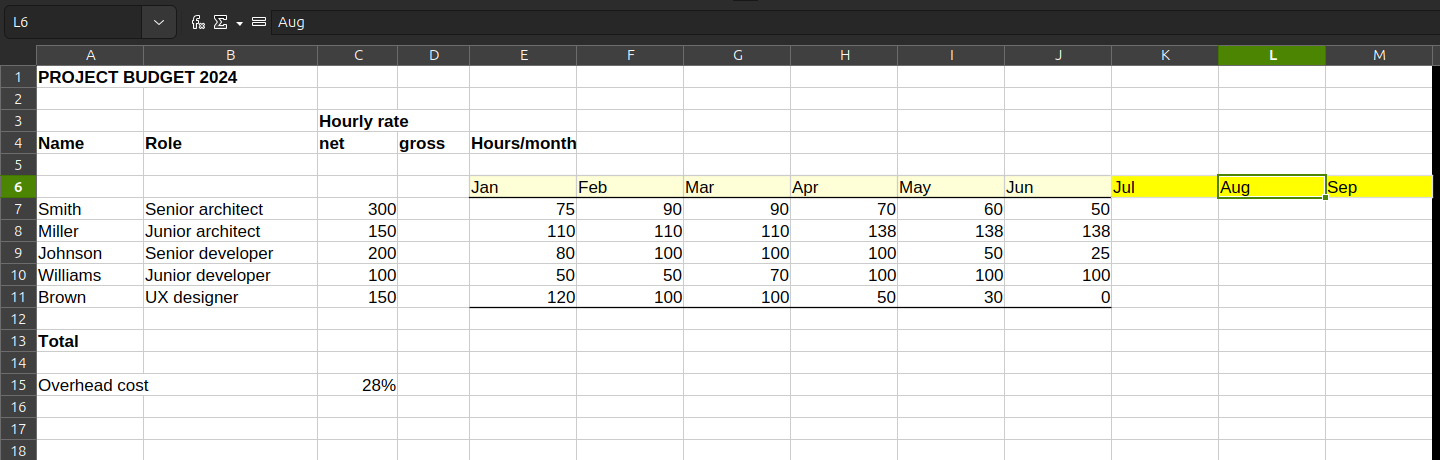 L6 Aug
A B C D E F G H I J K L M
1 PROJECT BUDGET 2024
2
3 Hourly rate
4 Name Role net gross Hours/month
5
6 Jan Feb Mar Apr May Jun Jul Aug Sep
7 Smith Senior architect 300 75 90 90 70 60 50
8 Miller Junior architect 150 110 110 110 138 138 138
9 Johnson Senior developer 200 80 100 100 100 50 25
10 Williams Junior developer 100 50 50 70 100 100 100
11 Brown UX designer 150 120 100 100 50 30 0
12
13 Total
14
15 Overhead cost 28%
16
17
18